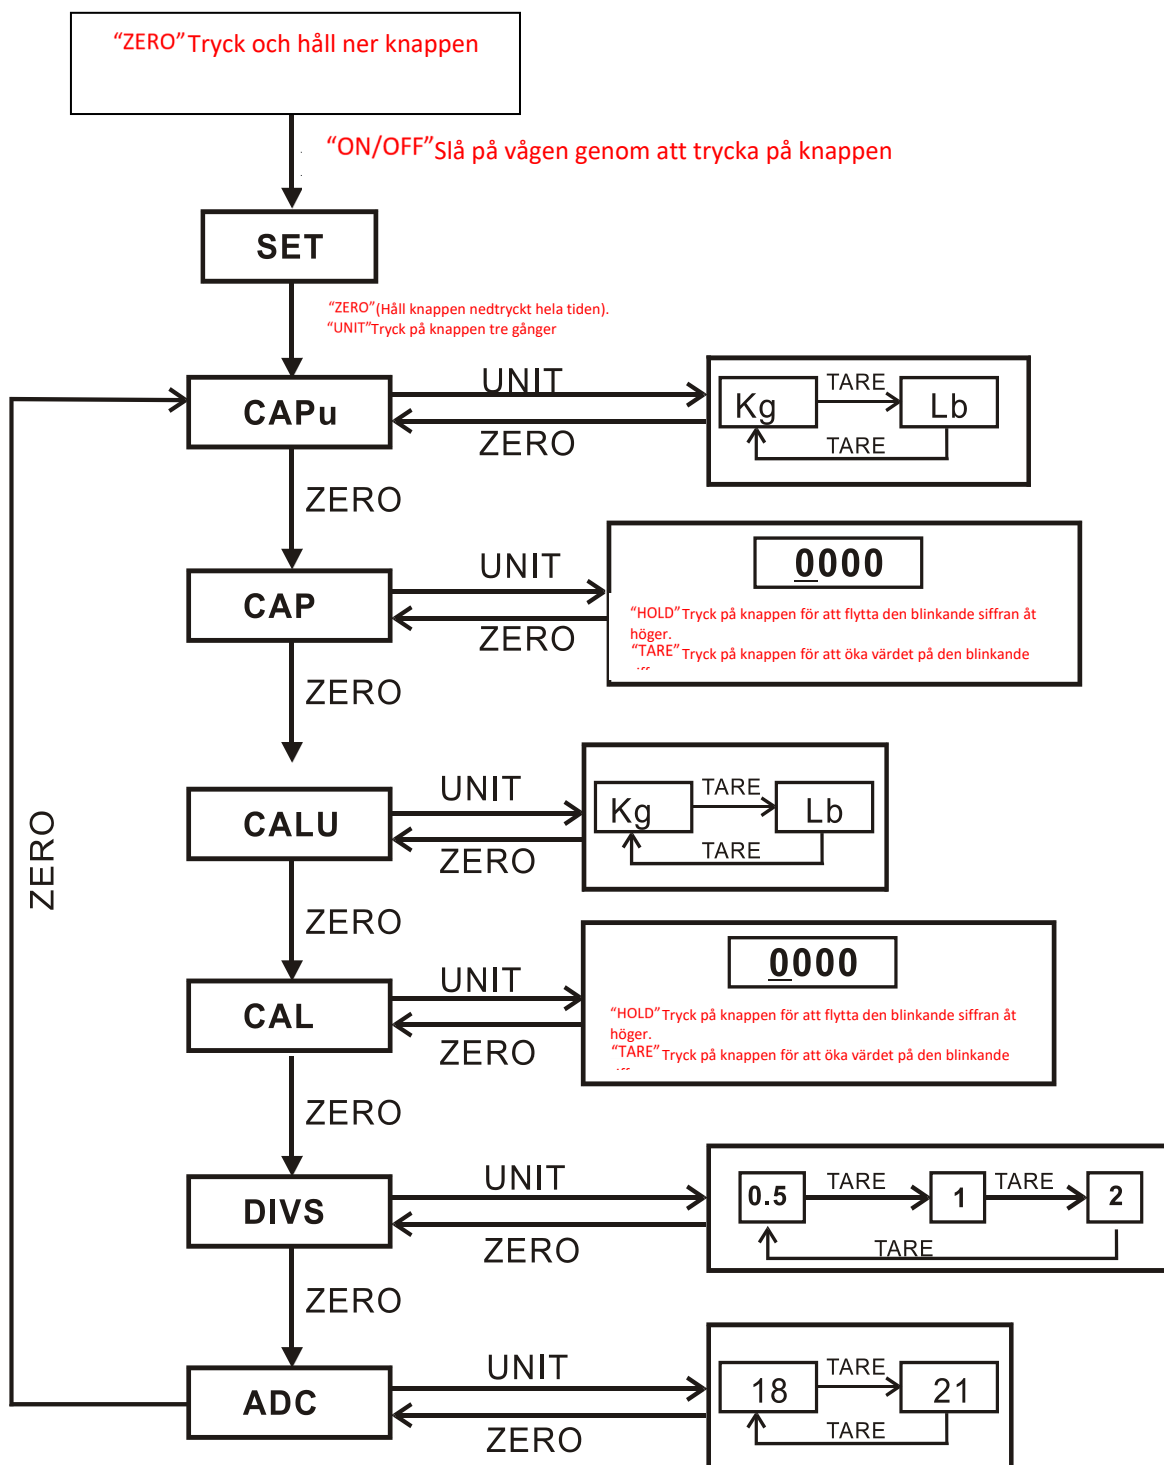 “ZERO” Tryck och håll ner knappen
“ON/OFF” Slå på vågen genom att trycka på knappen
SET
“ZERO” (Håll knappen nedtryckt hela tiden).
“UNIT” Tryck på knappen tre gånger
CAPu
UNIT
ZERO
Kg
TARE
Lb
TARE
ZERO
CAP
UNIT
ZERO
0000
“HOLD” Tryck på knappen för att flytta den blinkande siffran åt
höger.
“TARE” Tryck på knappen för att öka värdet på den blinkande
ZERO
CALU
UNIT
ZERO
Kg
TARE
Lb
TARE
ZERO
ZERO
CAL
UNIT
ZERO
0000
“HOLD” Tryck på knappen för att flytta den blinkande siffran åt
höger.
“TARE” Tryck på knappen för att öka värdet på den blinkande
ZERO
DIVS
UNIT
ZERO
0.5
TARE
1
TARE
2
TARE
ZERO
ADC
UNIT
ZERO
18
TARE
21
TARE